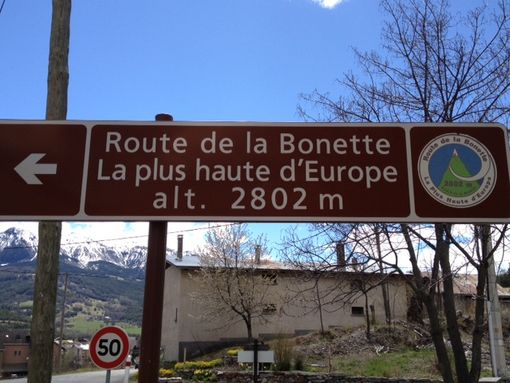 Route de la Bonette
La plus haute d'Europe
alt. 2802 m
Route de la Bonette
2802 m
La Plus Haute d'Europe
50